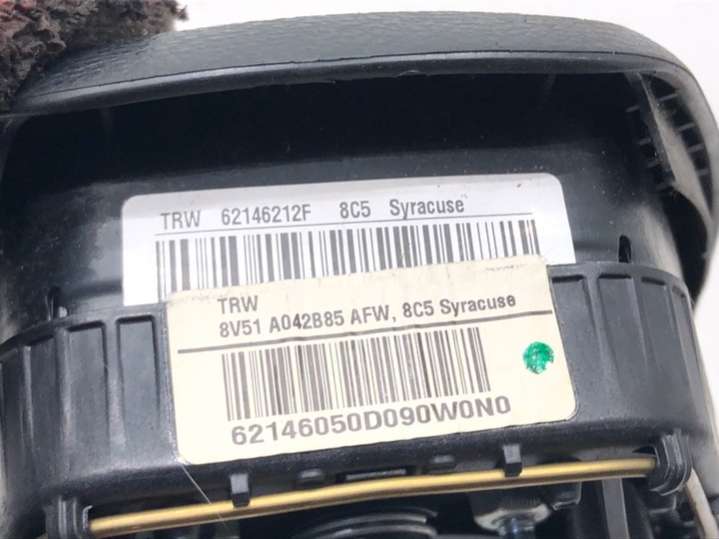 TRW 62146212F 8C5 Syracuse
TRW
8V51 A042B85 AFW, 8C5 Syracuse
62146050D090W0N0